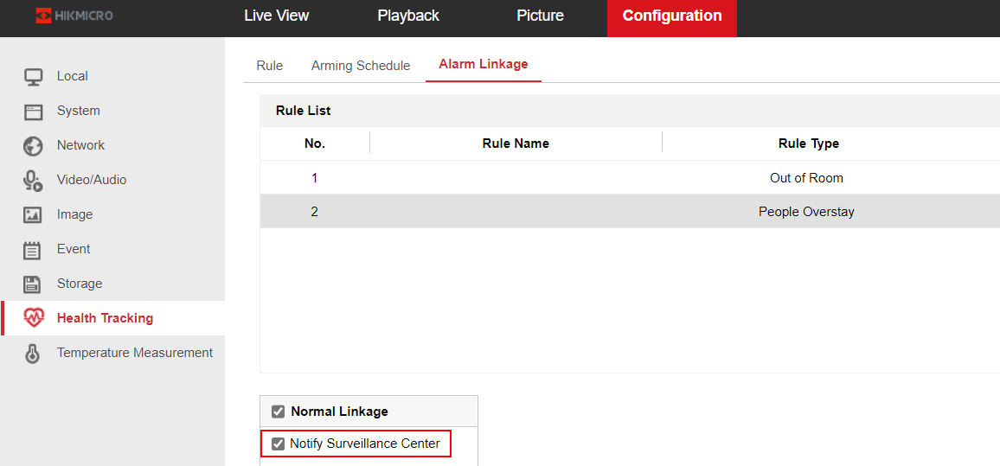 HIKMICRO Live View Playback Picture Configuration
Local
System
Network
Video/Audio
Image
Event
Storage
Health Tracking
Temperature Measurement
Rule Arming Schedule Alarm Linkage
Rule List
No. Rule Name Rule Type
1 Out of Room
2 People Overstay
Normal Linkage
Notify Surveillance Center